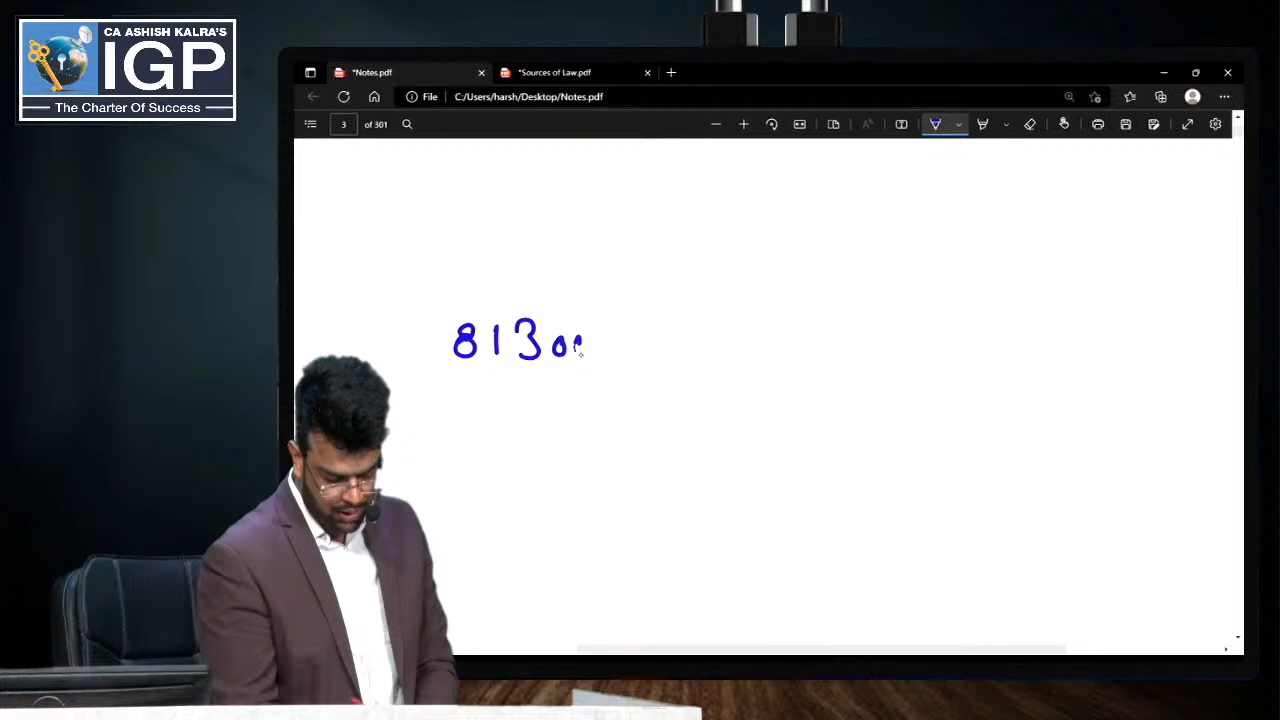 CA ASHISH KALRA'S
IGP
The Charter Of Success
*Notes.pdf
*Sources of Law.pdf
File
C:/Users/harsh/Desktop/Notes.pdf
3
of 301
8130